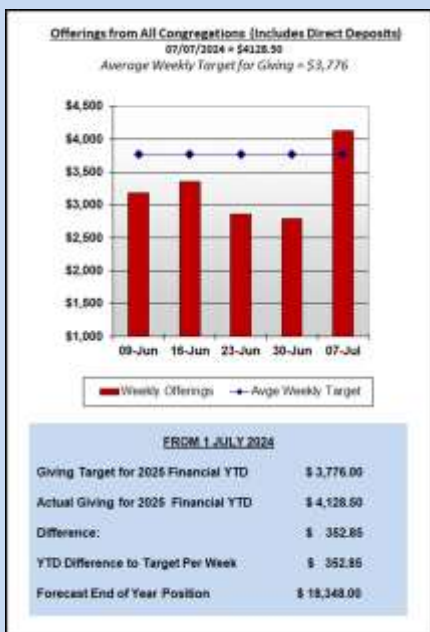 Offerings from All Congregations (Includes Direct Deposits)
07/07/2024 = $4128.50
Average Weekly Target for Giving = $3,776
$4,500
$4,000
$3,500
$3,000
$2,500
$2,000
$1,500
$1,000
09-Jun 16-Jun 23-Jun 30-Jun 07-Jul
Weekly Offerings Avge Weekly Target
FROM 1 JULY 2024
Giving Target for 2025 Financial YTD $ 3,776.00
Actual Giving for 2025 Financial YTD $ 4,128.50
Difference: $ 352.85
YTD Difference to Target Per Week $ 352.85
Forecast End of Year Position $ 18,348.00